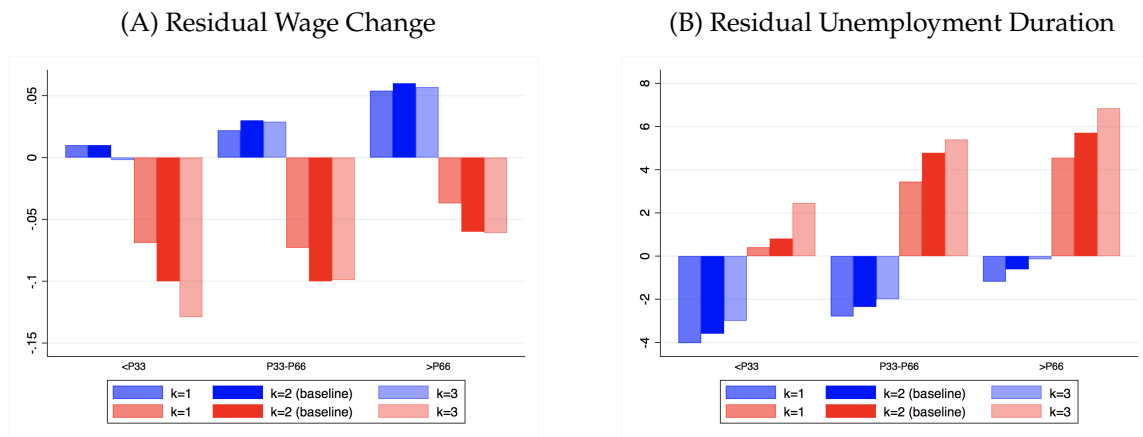 (A) Residual Wage Change
.05
0
-.05
-.1
-.15
<P33
P33-P66
>P66
k=1 k=2 (baseline) k=3
k=1 k=2 (baseline) k=3
(B) Residual Unemployment Duration
8
6
4
2
0
-2
-4
<P33
P33-P66
>P66
k=1 k=2 (baseline) k=3
k=1 k=2 (baseline) k=3